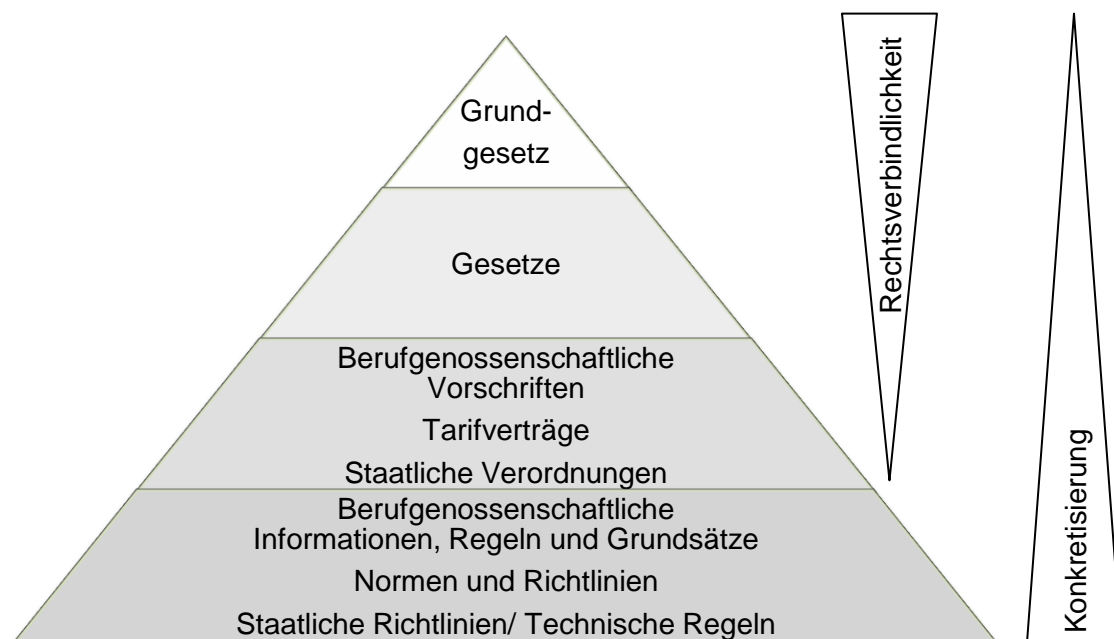 Grund-
gesetz
Gesetze
Berufgenossenschaftliche
Vorschriften
Tarifverträge
Staatliche Verordnungen
Berufgenossenschaftliche
Informationen, Regeln und Grundsätze
Normen und Richtlinien
Staatliche Richtlinien/ Technische Regeln
Rechtsverbindlichkeit
Konkretisierung